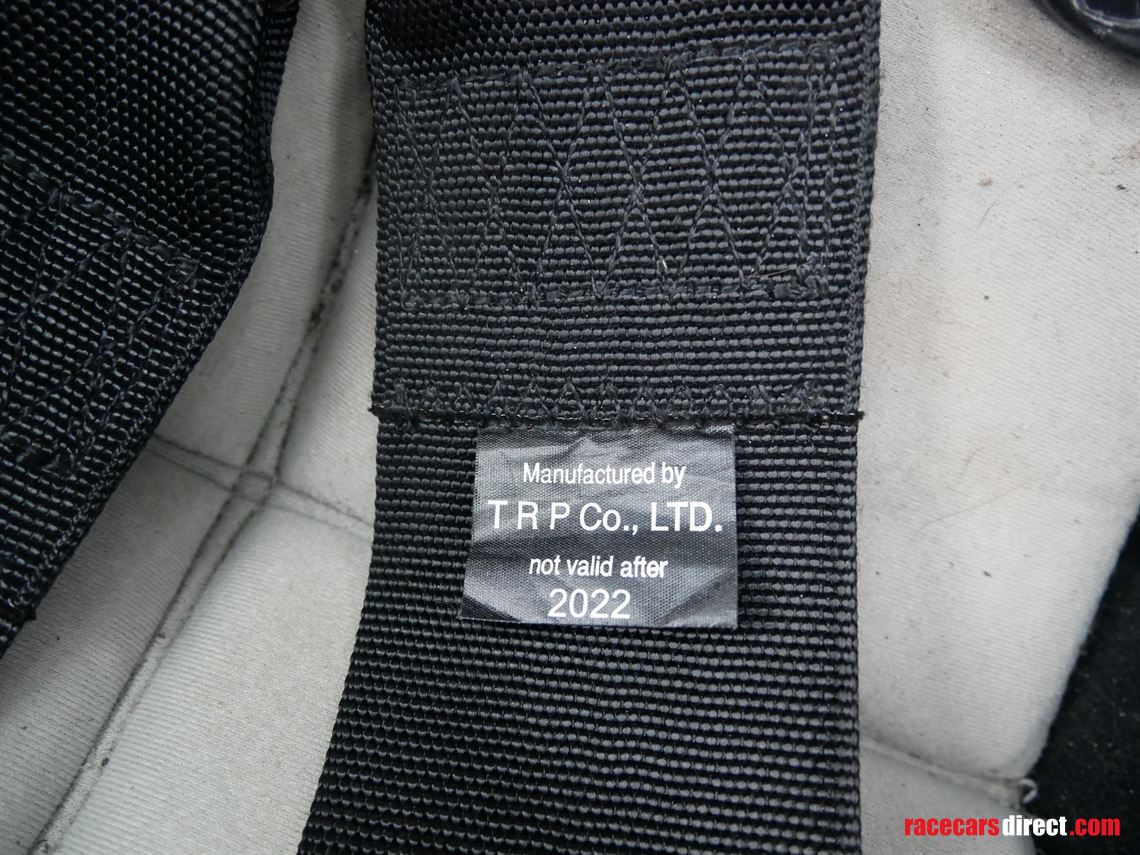 Manufactured by
T R P Co., LTD.
not valid after
2022
racecarsdirect.com